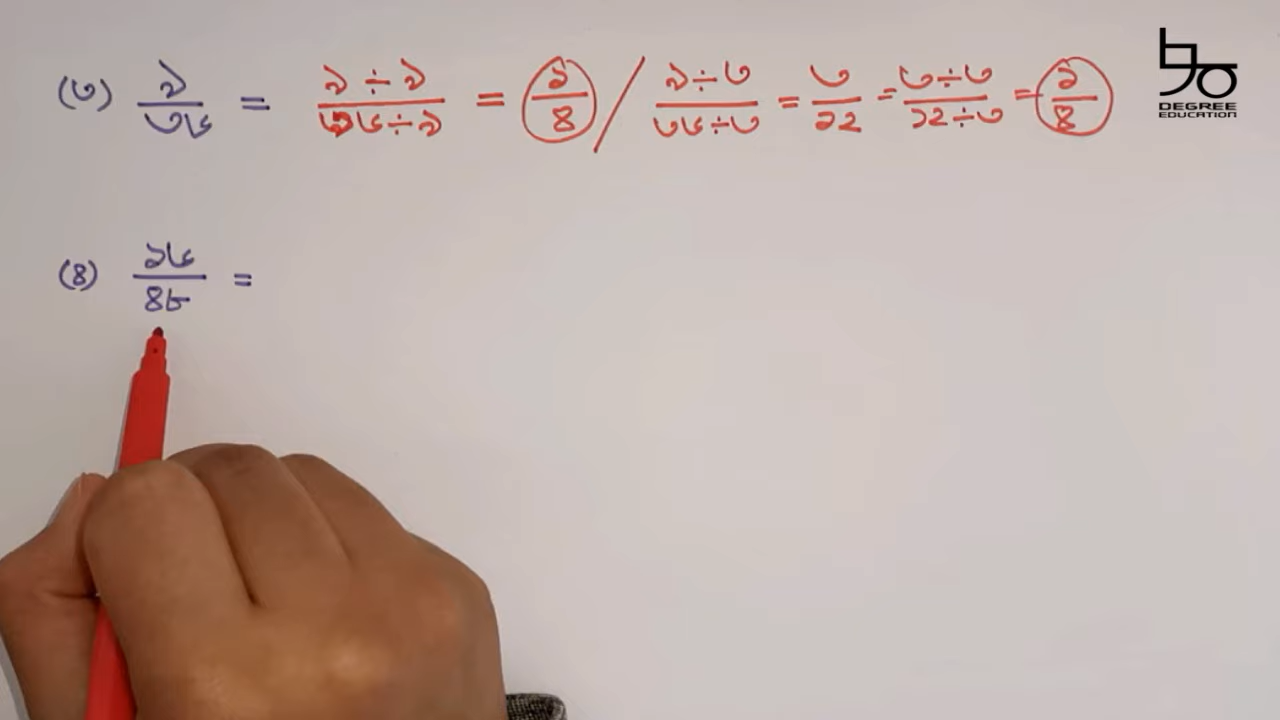 (৩) ৯/৩৬ = ৯÷৯/৩৬÷৯ = ১/৪ / ৯÷৩/৩৬÷৩ = ৩/১২ = ৩÷৩/১২÷৩ = ১/৪
(৪) ১৬/৪৮ =
DEGREE
EDUCATION